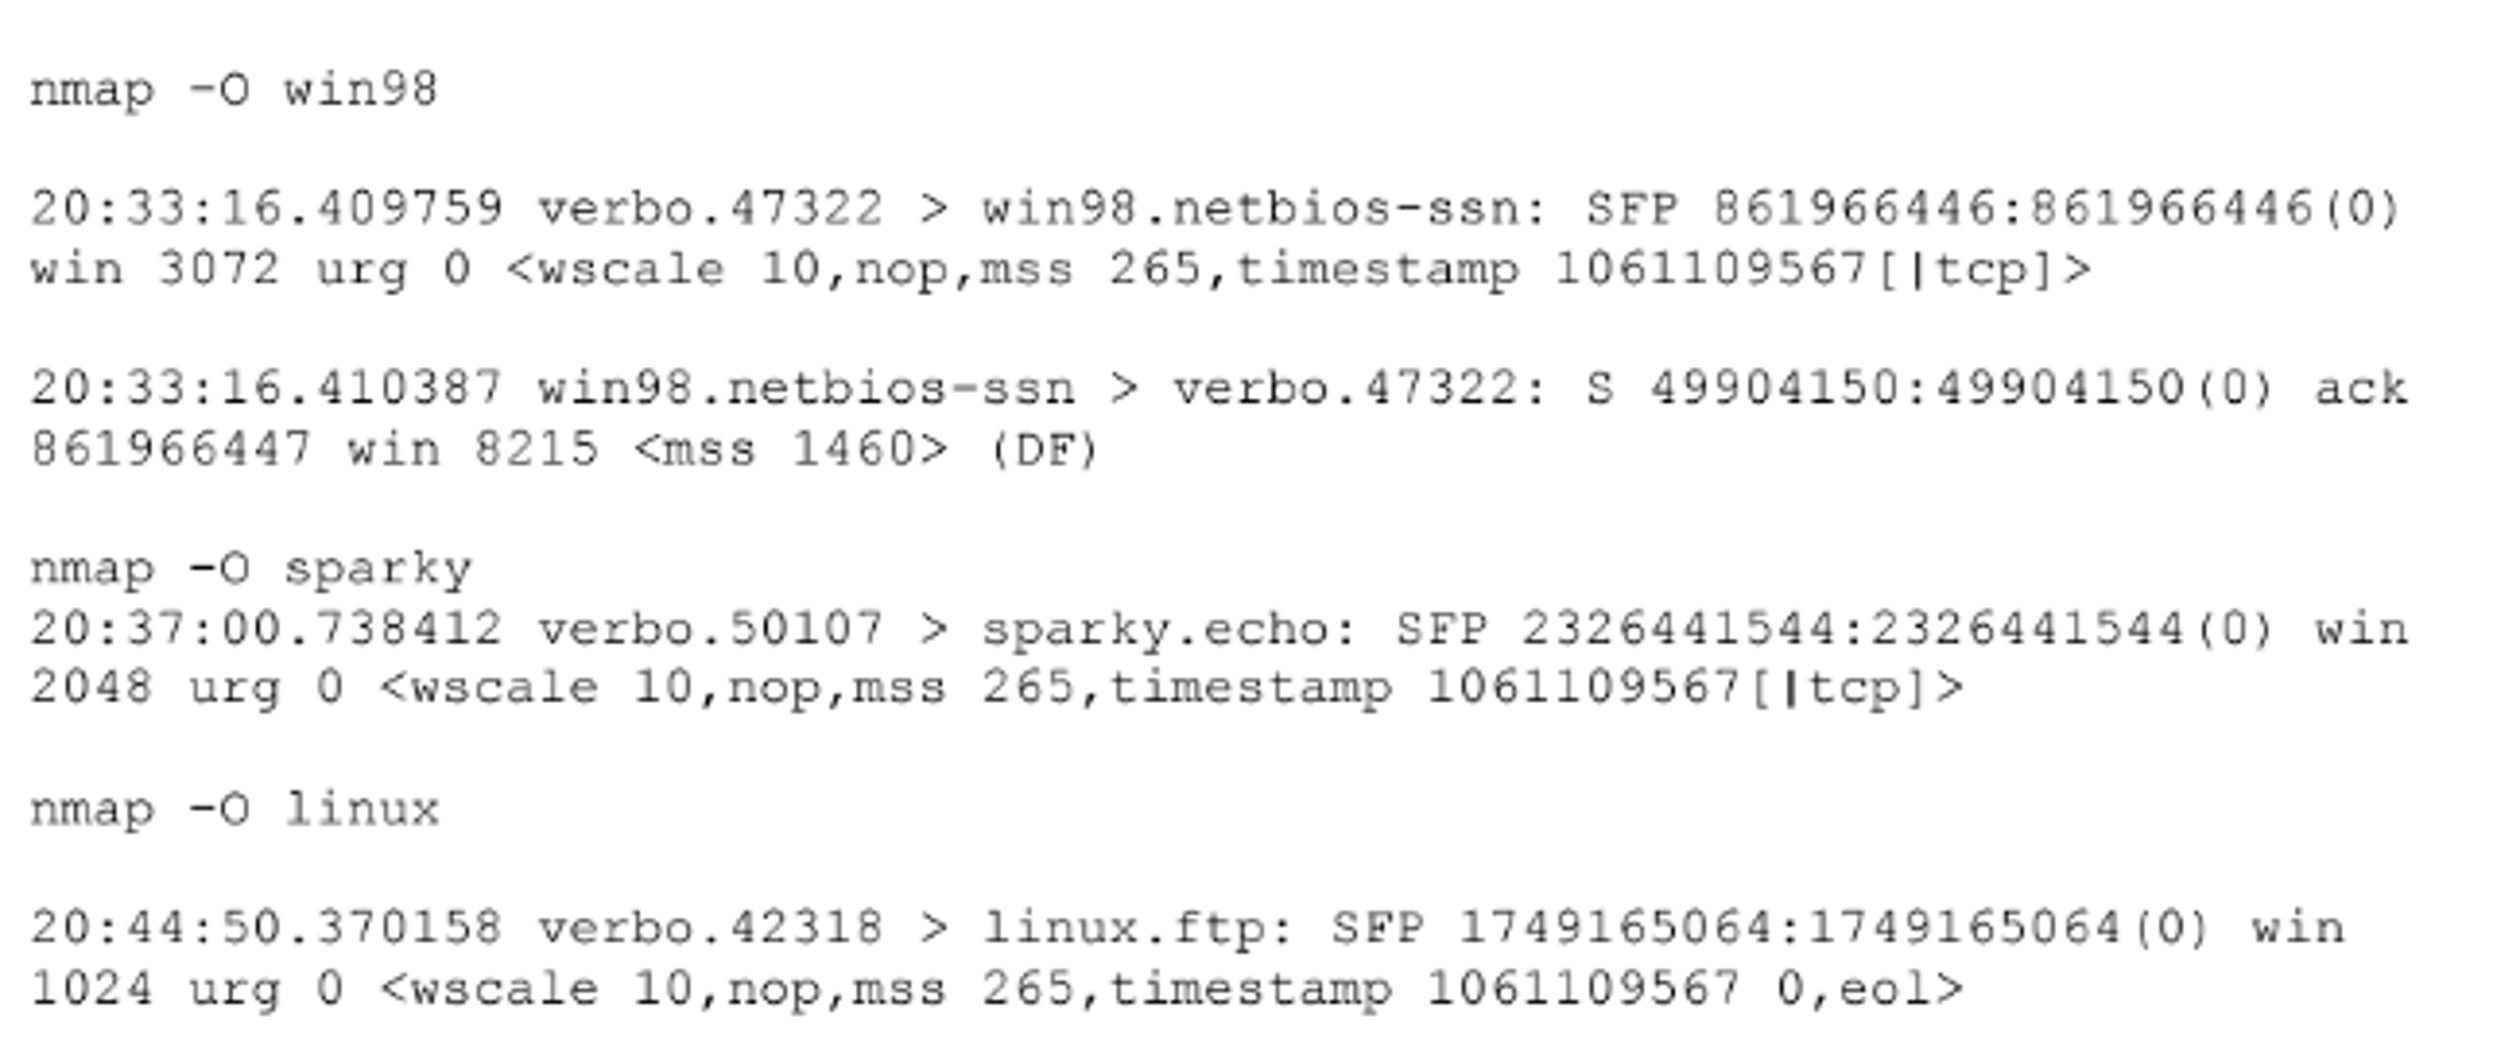 nmap -O win98
20:33:16.409759 verbo.47322 > win98.netbios-ssn: SFP 861966446:861966446(0)
win 3072 urg 0 <wscale 10,nop,mss 265,timestamp 1061109567[|tcp]>
20:33:16.410387 win98.netbios-ssn > verbo.47322: S 49904150:49904150(0) ack
861966447 win 8215 <mss 1460> (DF)
nmap -O sparky
20:37:00.738412 verbo.50107 > sparky.echo: SFP 2326441544:2326441544(0) win
2048 urg 0 <wscale 10,nop,mss 265,timestamp 1061109567[|tcp]>
nmap -O linux
20:44:50.370158 verbo.42318 > linux.ftp: SFP 1749165064:1749165064(0) win
1024 urg 0 <wscale 10,nop,mss 265,timestamp 1061109567 0,eol>